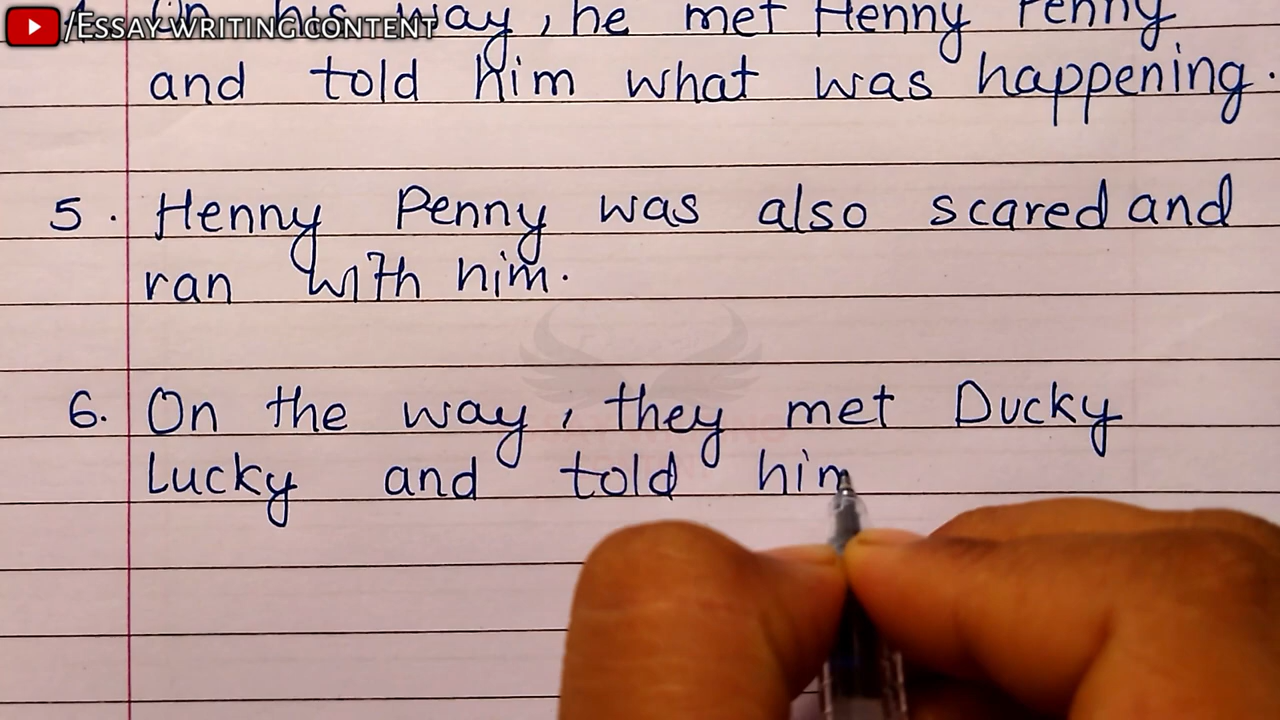 /ESSAY WRITING CONTENT
On his way, he met Henny Penny
and told him what was happening.
5. Henny Penny was also scared and
ran with him.
6. On the way, they met Ducky
Lucky and told him